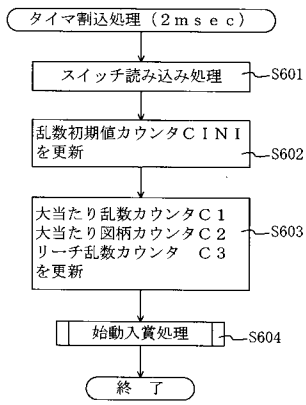 タイマ割込処理（2msec）
スイッチ読み込み処理
S601
乱数初期値カウンタCINI
を更新
S602
大当たり乱数カウンタC1
大当たり図柄カウンタC2
リーチ乱数カウンタ　C3
を更新
S603
始動入賞処理
S604
終　了